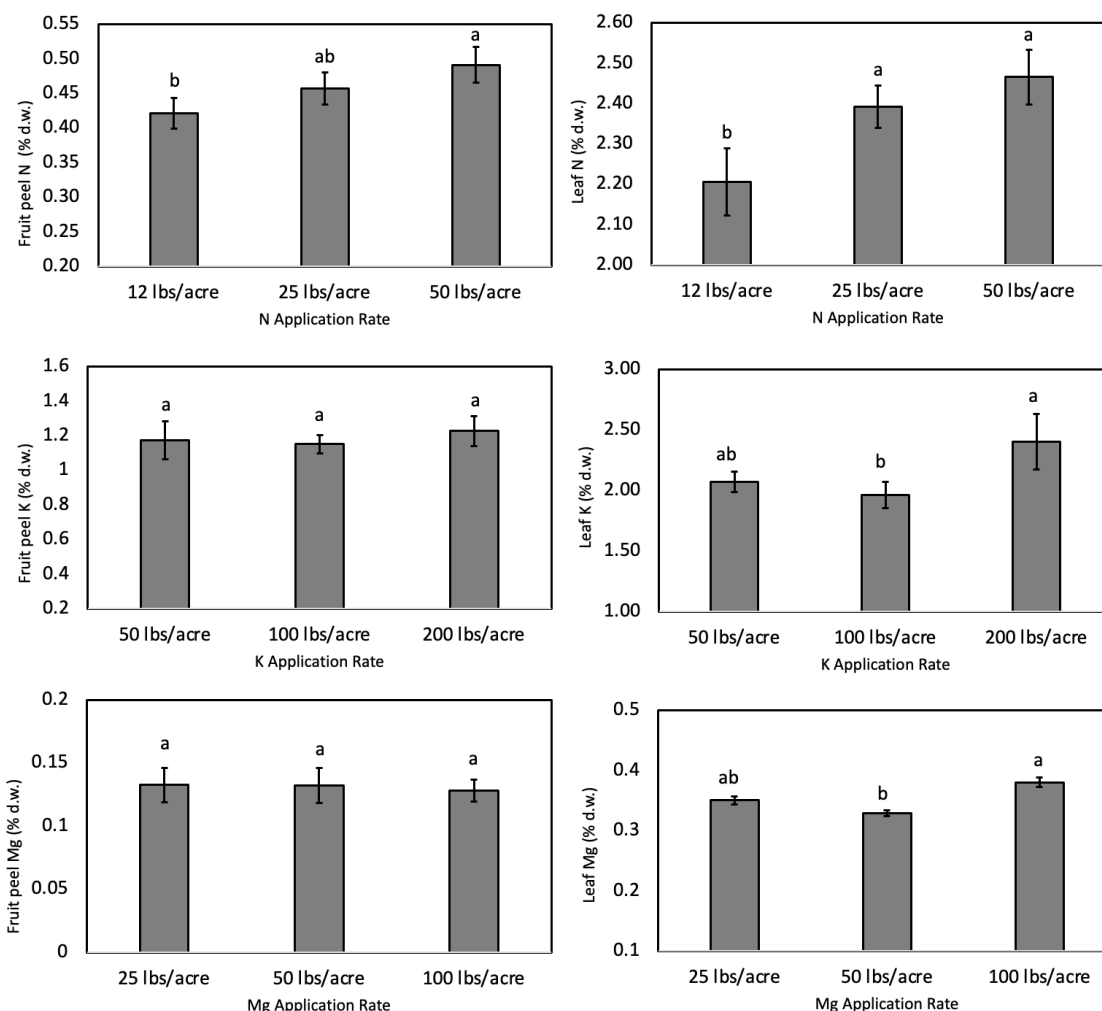 Fruit peel N (% d.w.)
0.55
0.50
0.45
0.40
0.35
0.30
0.25
0.20
b
ab
a
12 lbs/acre 25 lbs/acre 50 lbs/acre
N Application Rate
Leaf N (% d.w.)
2.60
2.50
2.40
2.30
2.20
2.10
2.00
b
a
a
12 lbs/acre 25 lbs/acre 50 lbs/acre
N Application Rate
Fruit peel K (% d.w.)
1.6
1.4
1.2
1
0.8
0.6
0.4
0.2
a
a
a
50 lbs/acre 100 lbs/acre 200 lbs/acre
K Application Rate
Leaf K (% d.w.)
3.00
2.50
2.00
1.50
1.00
ab
b
a
50 lbs/acre 100 lbs/acre 200 lbs/acre
K Application Rate
Fruit peel Mg (% d.w.)
0.2
0.15
0.1
0.05
0
a
a
a
25 lbs/acre 50 lbs/acre 100 lbs/acre
Mg Application Rate
Leaf Mg (% d.w.)
0.5
0.4
0.3
0.2
0.1
ab
b
a
25 lbs/acre 50 lbs/acre 100 lbs/acre
Mg Application Rate